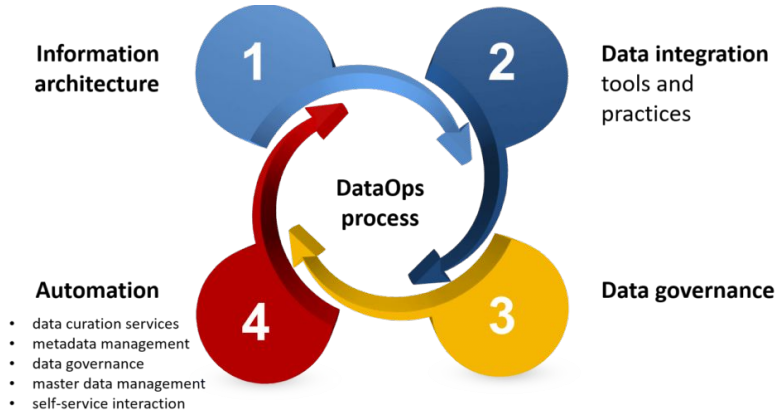 Information
architecture
1
2
Data integration
tools and
practices
DataOps
process
Automation
• data curation services
• metadata management
• data governance
• master data management
• self-service interaction
4
3
Data governance